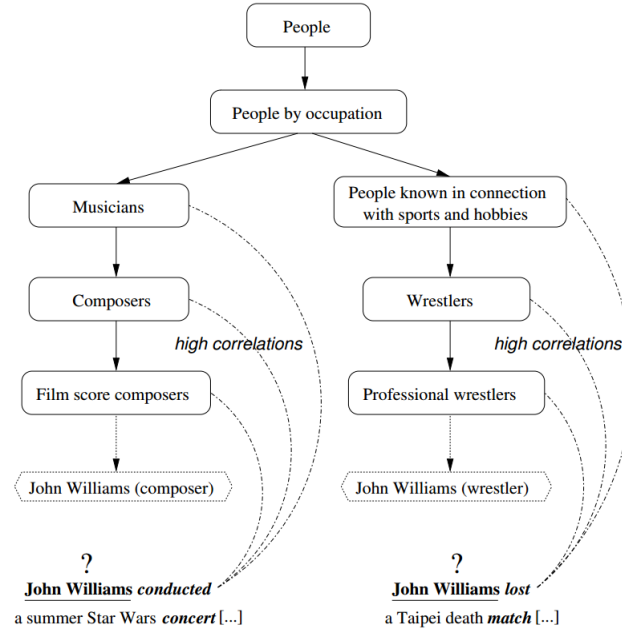 People
People by occupation
Musicians
People known in connection
with sports and hobbies
Composers
Wrestlers
high correlations
high correlations
Film score composers
Professional wrestlers
John Williams (composer)
John Williams (wrestler)
?
?
John Williams conducted
a summer Star Wars concert [...]
John Williams lost
a Taipei death match [...]